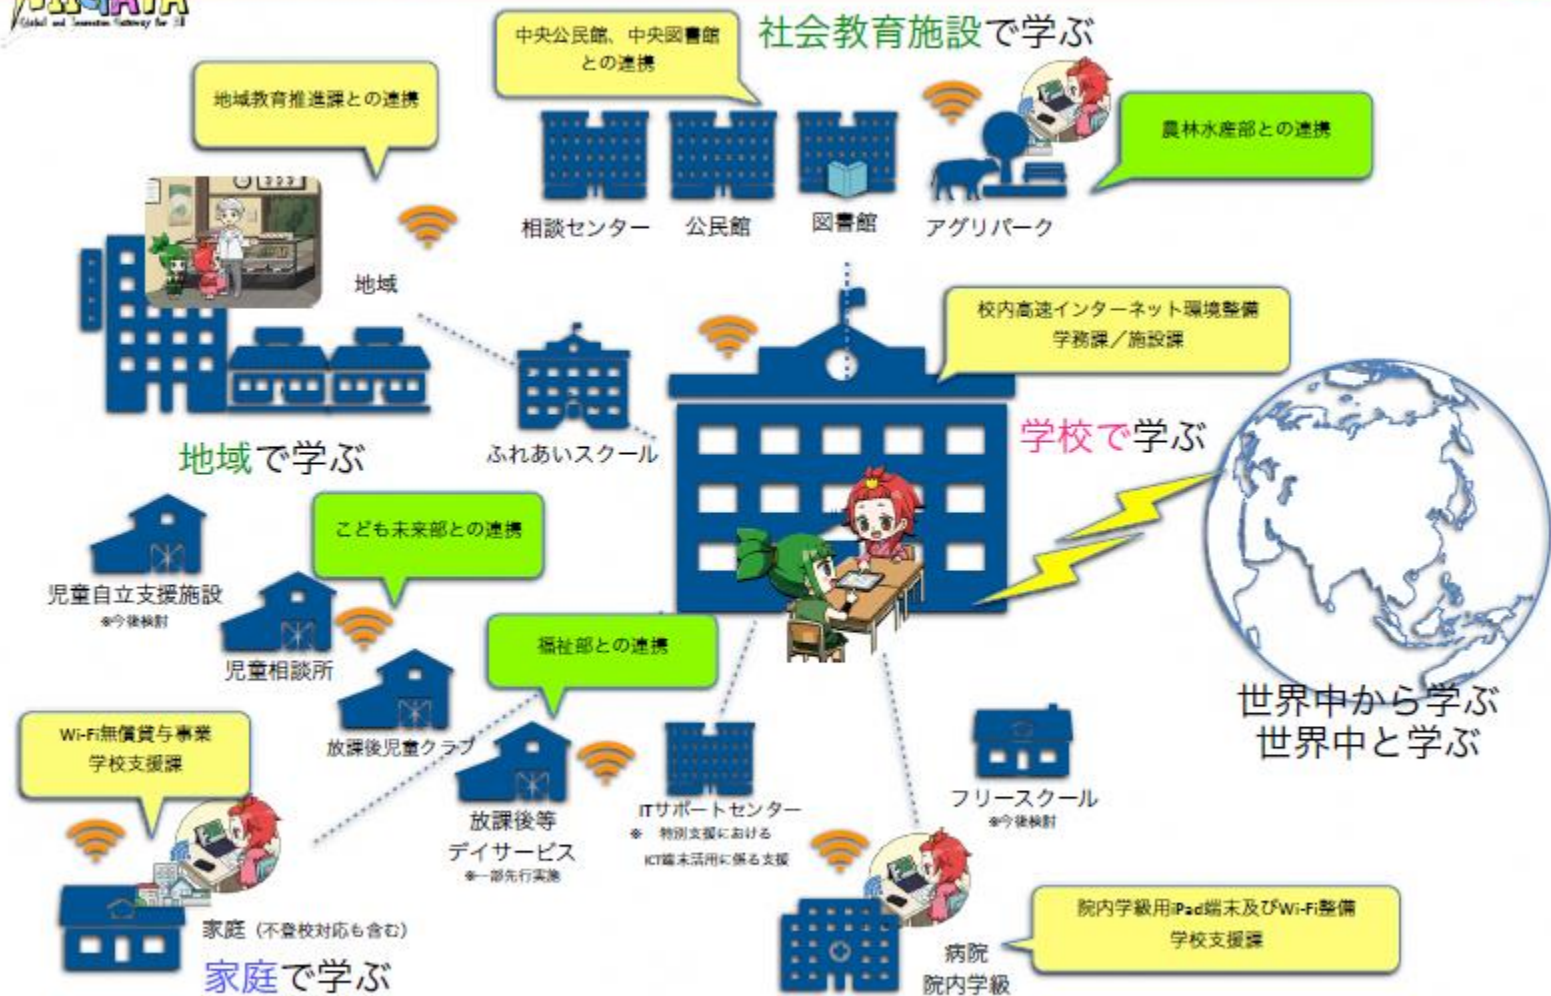 Global and Innovation Gateway for All
中央公民館、中央図書館
との連携
社会教育施設で学ぶ
地域教育推進課との連携
農林水産部との連携
相談センター
公民館
図書館
アグリパーク
地域
校内高速インターネット環境整備
学務課／施設課
地域で学ぶ
ふれあいスクール
学校で学ぶ
こども未来部との連携
児童自立支援施設
※今後検討
児童相談所
福祉部との連携
放課後児童クラブ
世界中から学ぶ
世界中と学ぶ
Wi-Fi無償貸与事業
学校支援課
放課後等
デイサービス
※一部先行実施
ITサポートセンター
※ 特別支援における
ICT端末活用に係る支援
フリースクール
※今後検討
家庭（不登校対応も含む）
家庭で学ぶ
病院
院内学級
院内学級用iPad端末及びWi-Fi整備
学校支援課